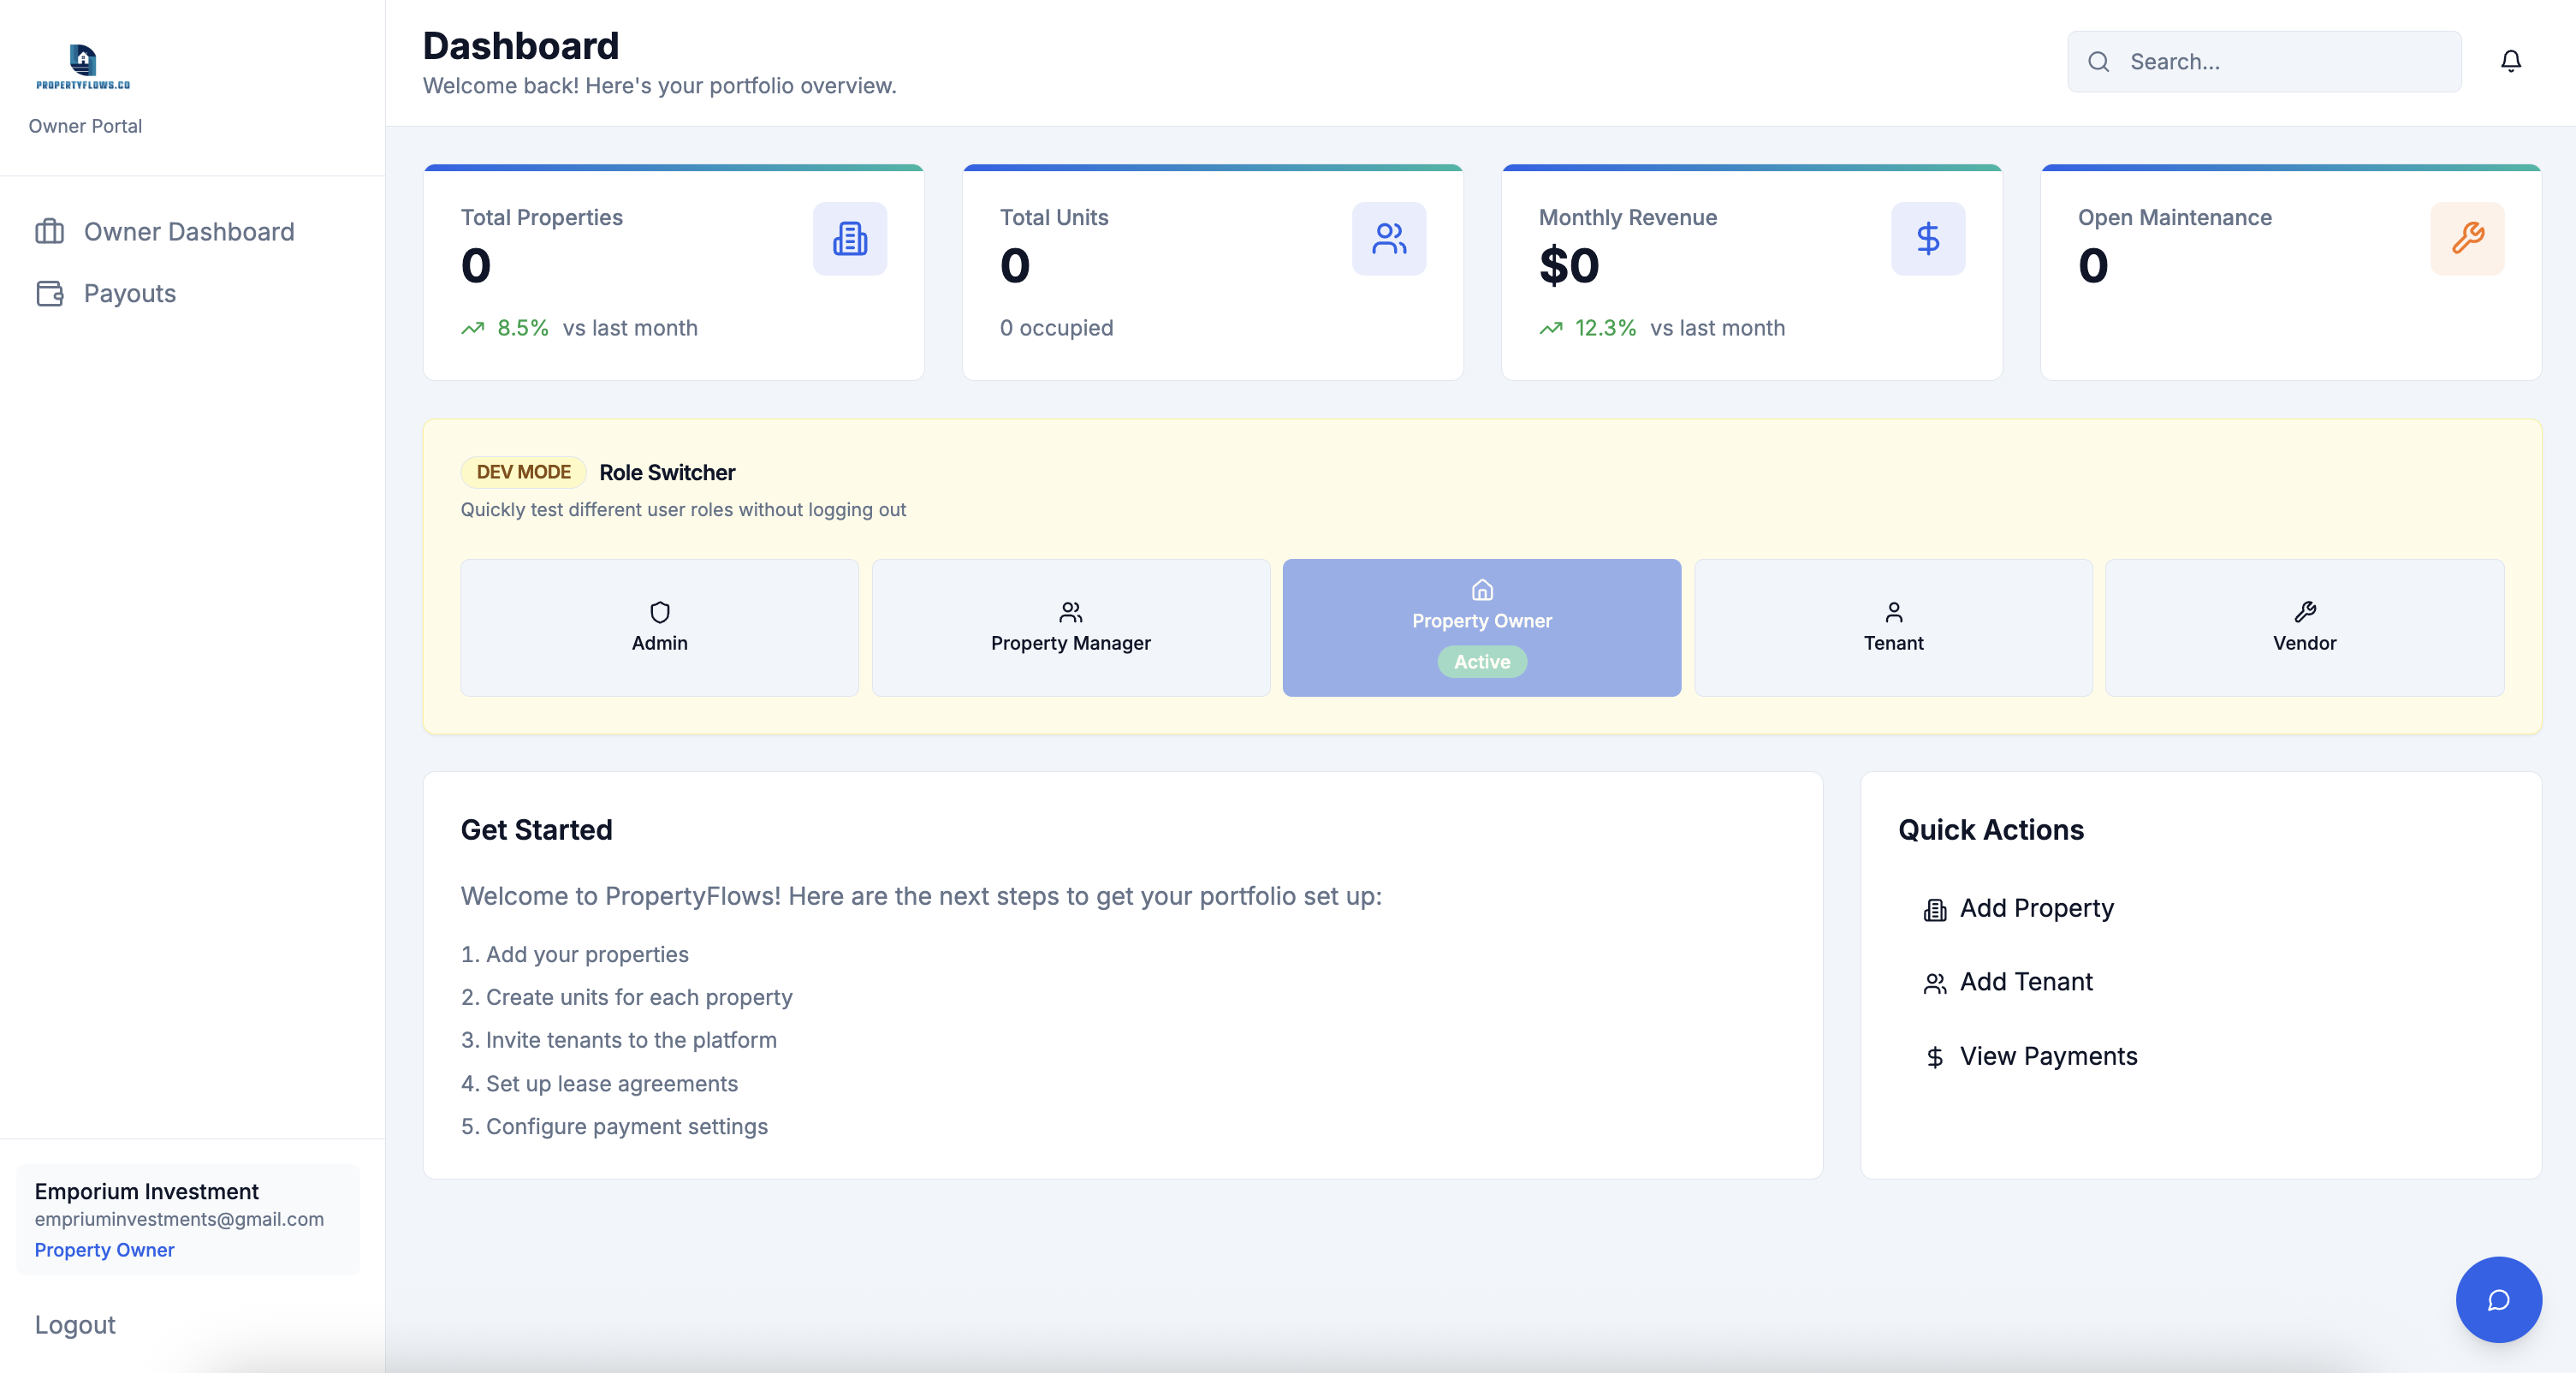 PROPERTYFLOWS.CO
Owner Portal
Owner Dashboard
Payouts
Emporium Investment
empriuminvestments@gmail.com
Property Owner
Logout
Dashboard
Welcome back! Here's your portfolio overview.
Search...
Total Properties
0
8.5% vs last month
Total Units
0
0 occupied
Monthly Revenue
$0
12.3% vs last month
Open Maintenance
0
DEV MODE Role Switcher
Quickly test different user roles without logging out
Admin
Property Manager
Property Owner
Active
Tenant
Vendor
Get Started
Welcome to PropertyFlows! Here are the next steps to get your portfolio set up:
1. Add your properties
2. Create units for each property
3. Invite tenants to the platform
4. Set up lease agreements
5. Configure payment settings
Quick Actions
Add Property
Add Tenant
View Payments